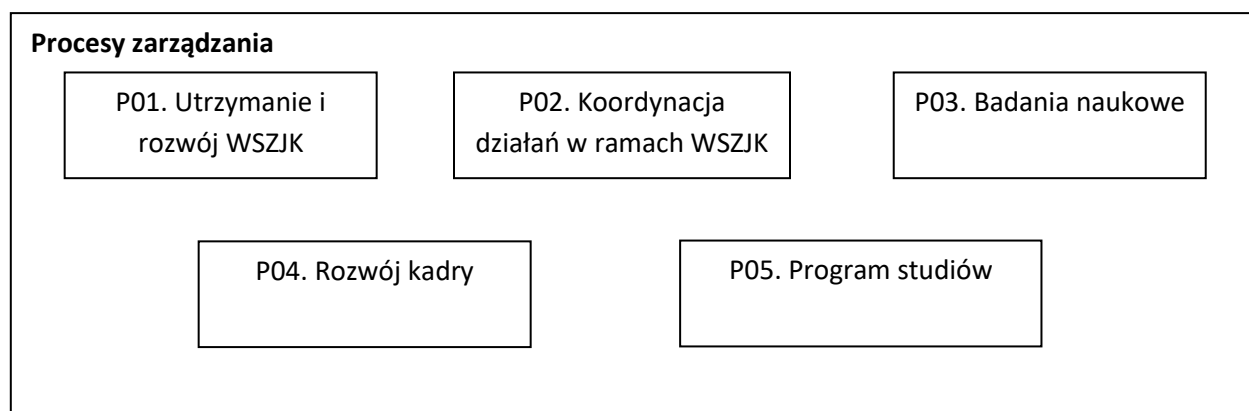 Procesy zarządzania
P01. Utrzymanie i
rozwój WSZJK
P02. Koordynacja
działań w ramach WSZJK
P03. Badania naukowe
P04. Rozwój kadry
P05. Program studiów